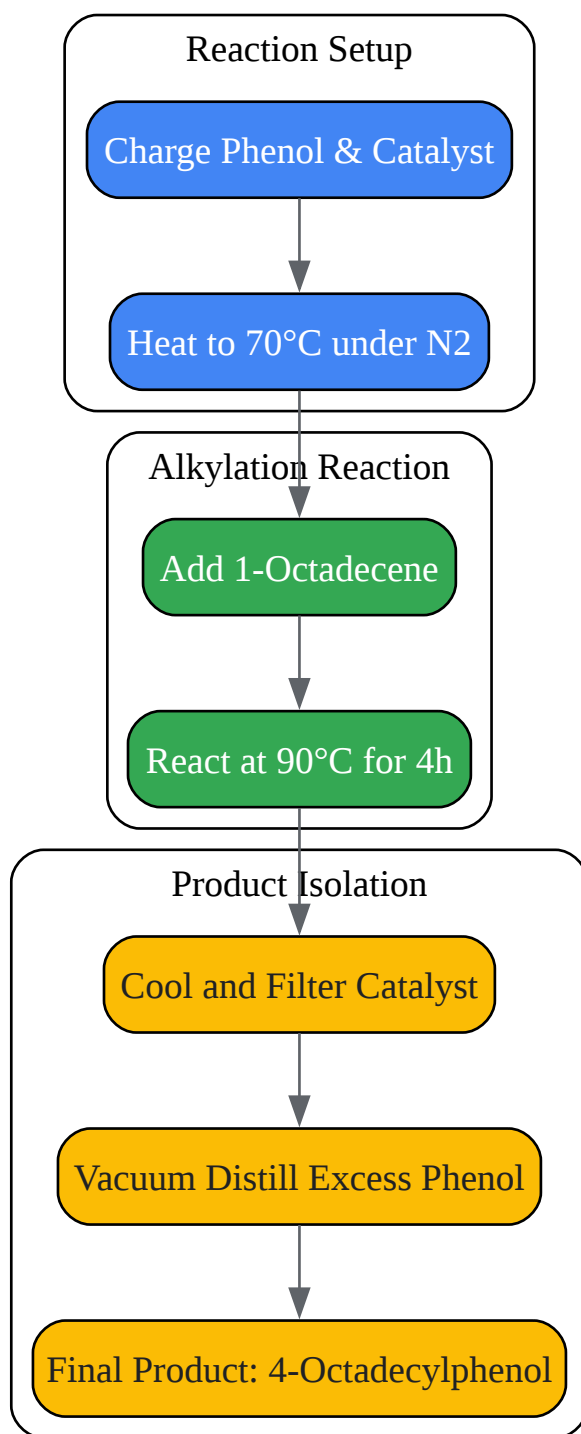 Reaction Setup
Charge Phenol & Catalyst
Heat to 70°C under N2
Alkylation Reaction
Add 1-Octadecene
React at 90°C for 4h
Product Isolation
Cool and Filter Catalyst
Vacuum Distill Excess Phenol
Final Product: 4-Octadecylphenol